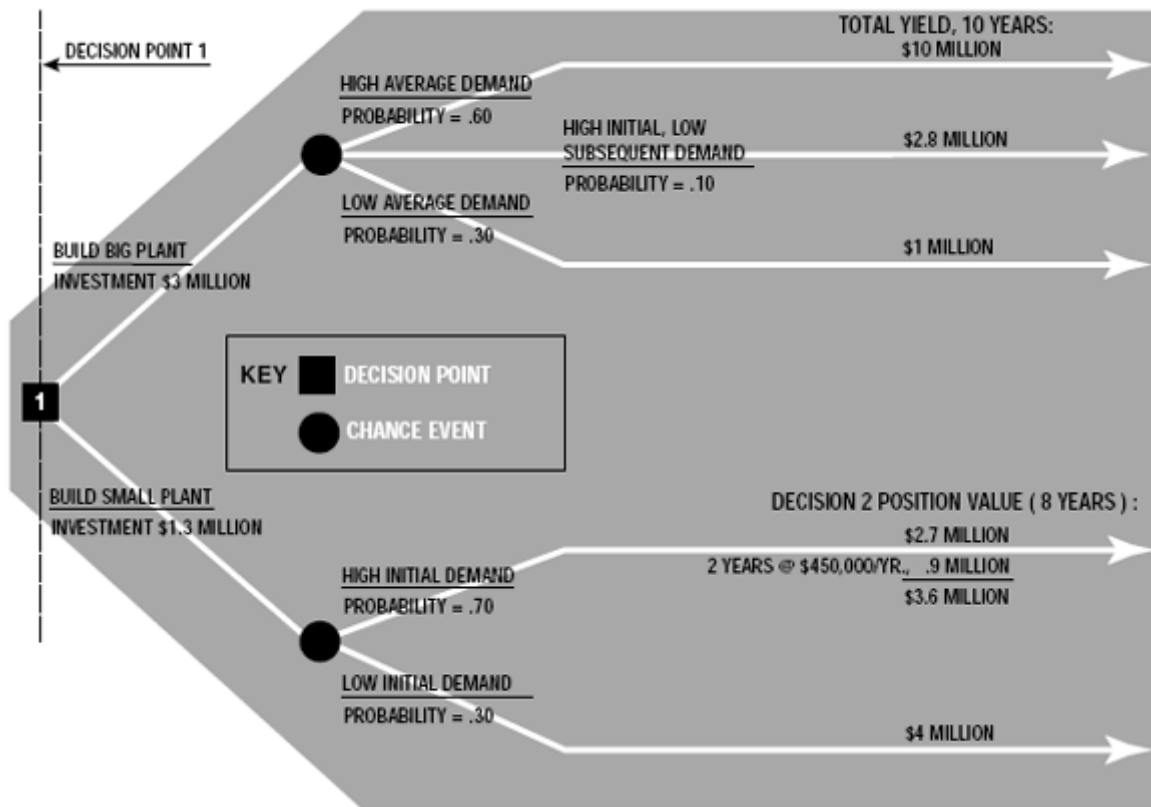 TOTAL YIELD, 10 YEARS:
$10 MILLION
DECISION POINT 1
HIGH AVERAGE DEMAND
PROBABILITY = .60
HIGH INITIAL, LOW
SUBSEQUENT DEMAND
PROBABILITY = .10
$2.8 MILLION
LOW AVERAGE DEMAND
PROBABILITY = .30
$1 MILLION
BUILD BIG PLANT
INVESTMENT $3 MILLION
KEY
DECISION POINT
CHANCE EVENT
1
BUILD SMALL PLANT
INVESTMENT $1.3 MILLION
DECISION 2 POSITION VALUE ( 8 YEARS ) :
$2.7 MILLION
2 YEARS @ $450,000/YR., .9 MILLION
$3.6 MILLION
HIGH INITIAL DEMAND
PROBABILITY = .70
LOW INITIAL DEMAND
PROBABILITY = .30
$4 MILLION